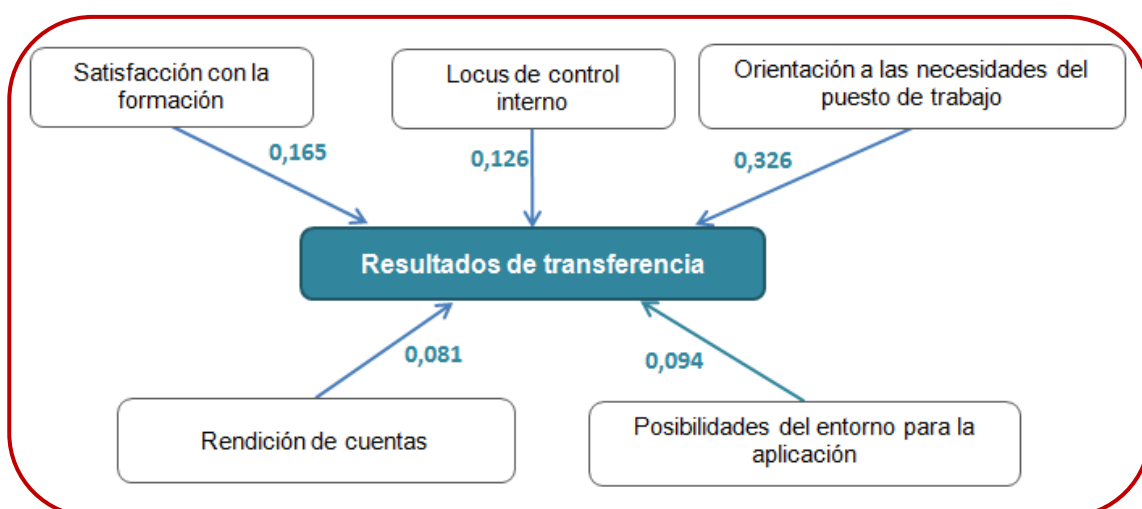 Satisfacción con la
formación
Locus de control
interno
Orientación a las necesidades del
puesto de trabajo
0,165
0,126
0,326
Resultados de transferencia
0,081
0,094
Rendición de cuentas
Posibilidades del entorno para la
aplicación